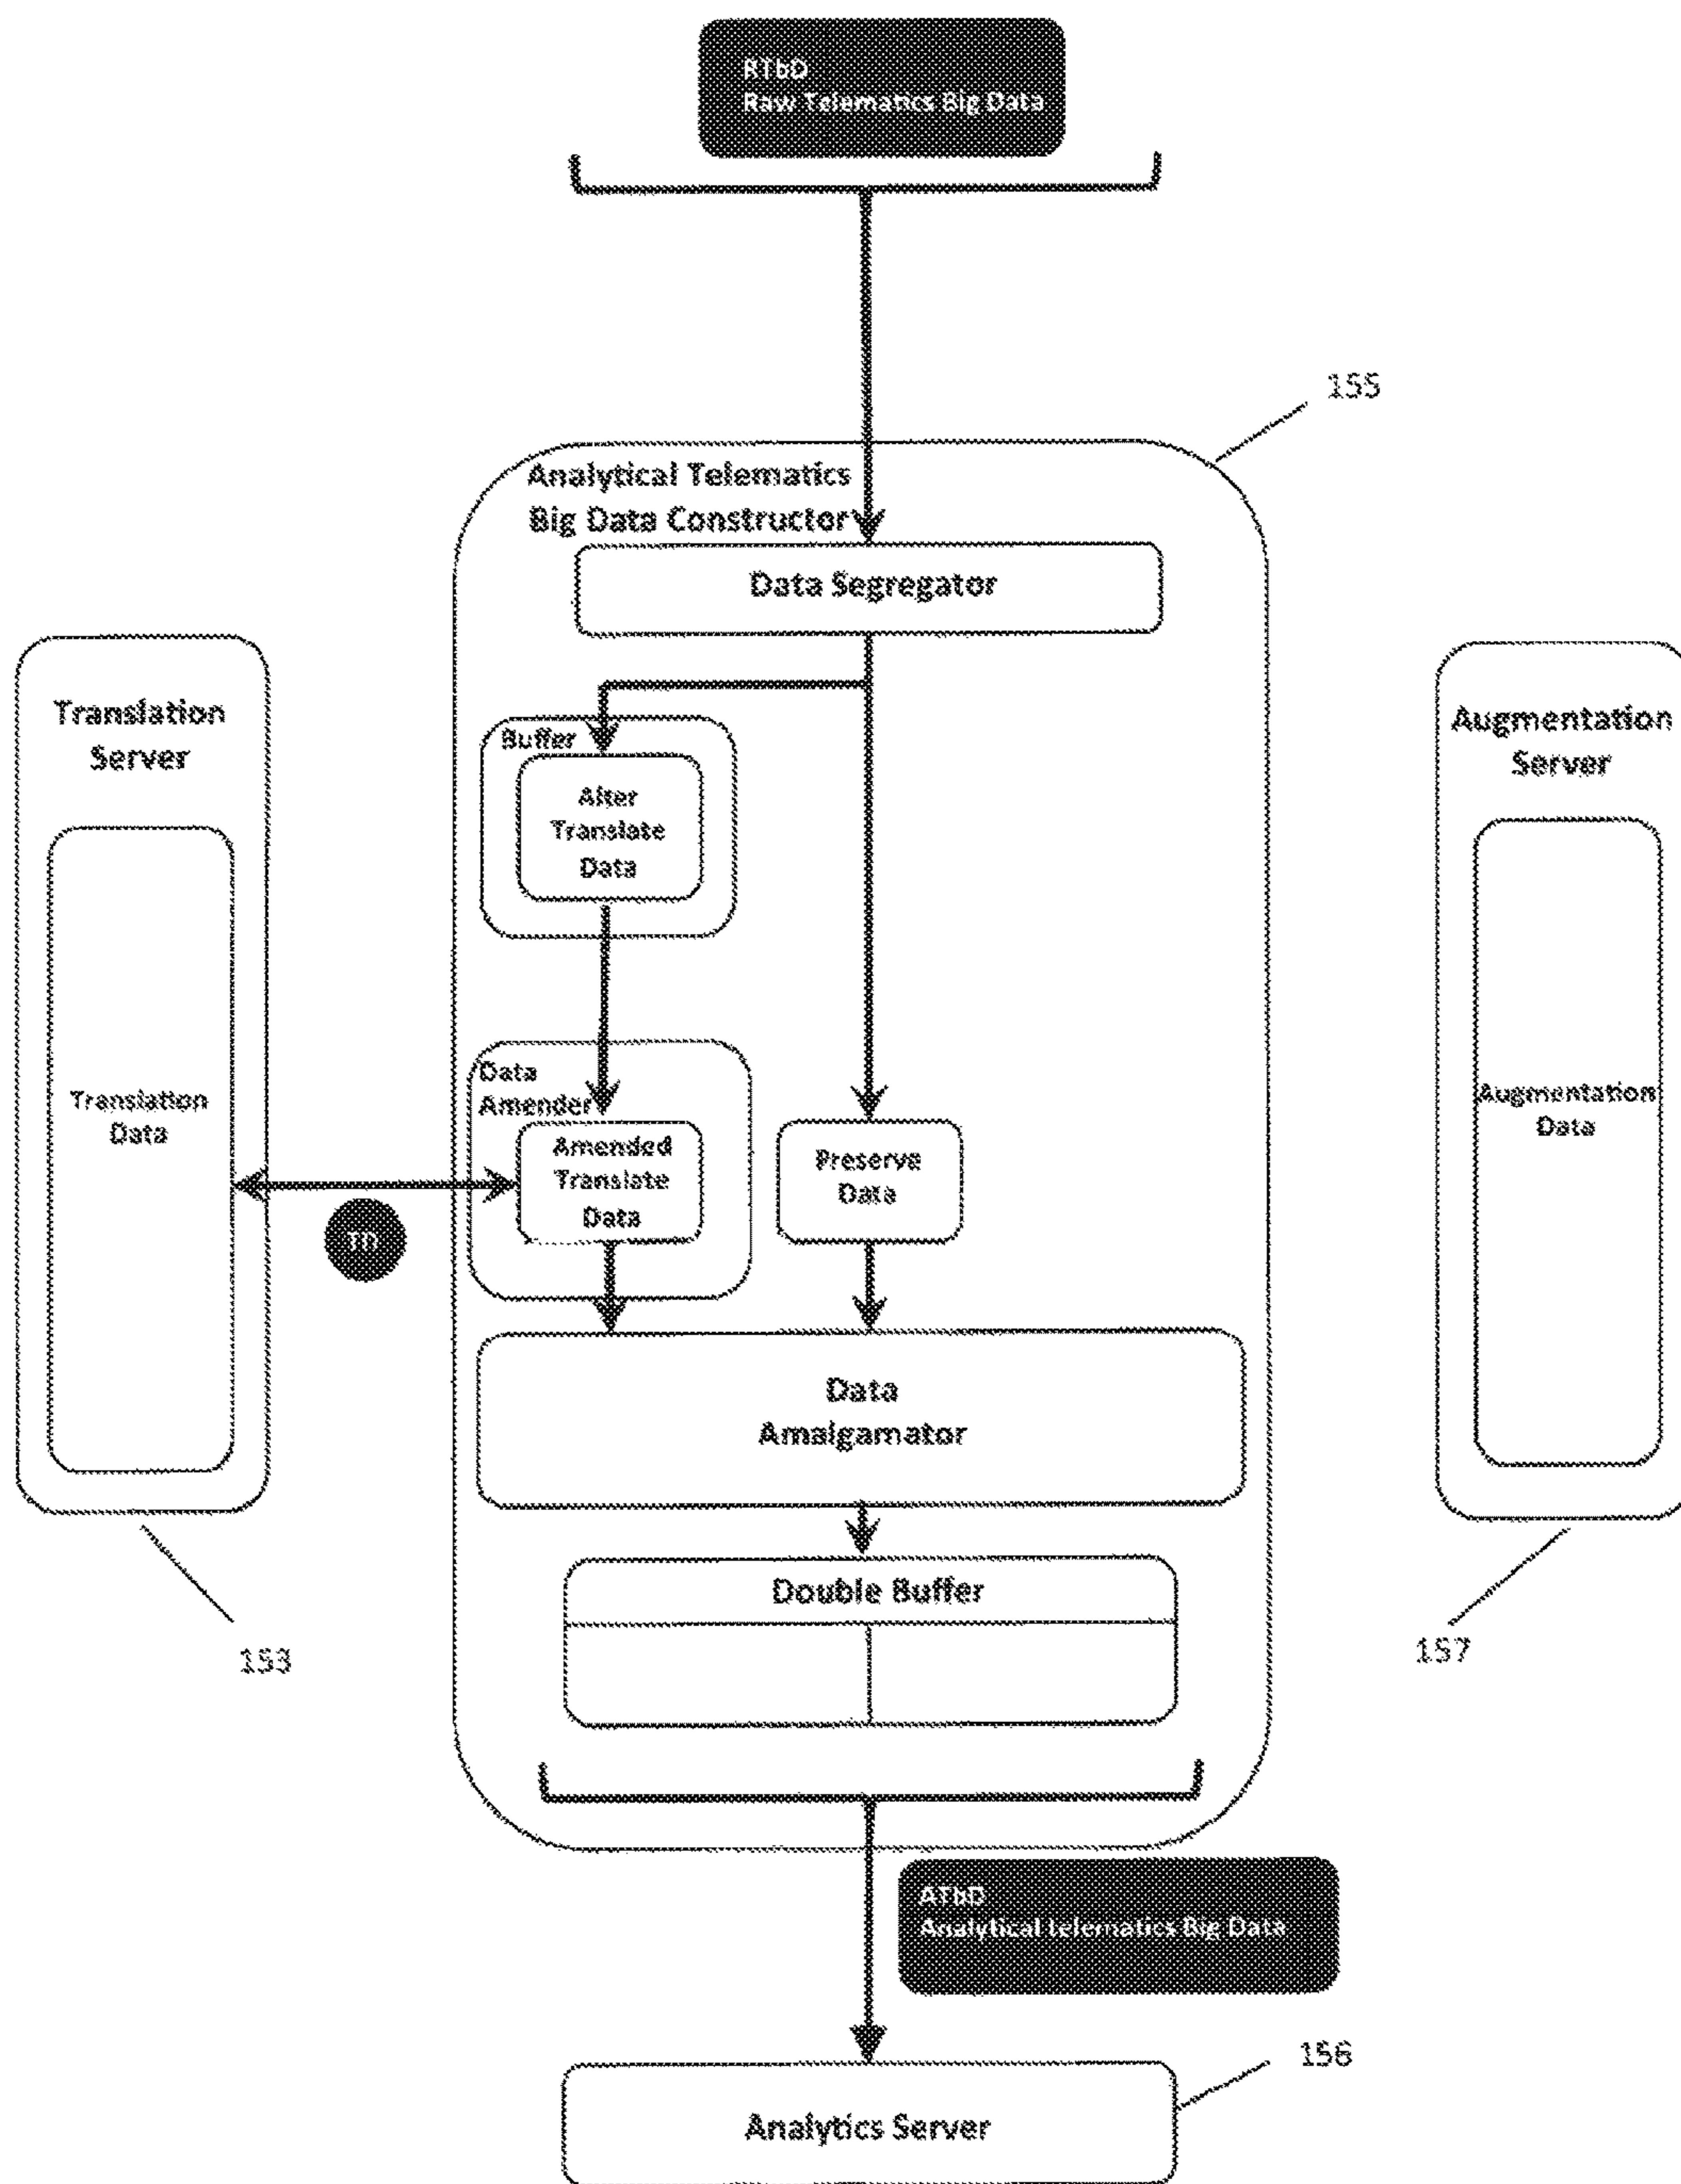 RTbD
Raw Telematics Big Data
155
Analytical Telematics
Big Data Constructor
Data Segregator
Translation
Server
Augmentation
Server
Buffer
Alter
Translate
Data
Translation
Data
Data
Amender
Amended
Translate
Data
Preserve
Data
Augmentation
Data
TD
Data
Amalgamator
Double Buffer
153
157
ATbD
Analytical Telematics Big Data
156
Analytics Server